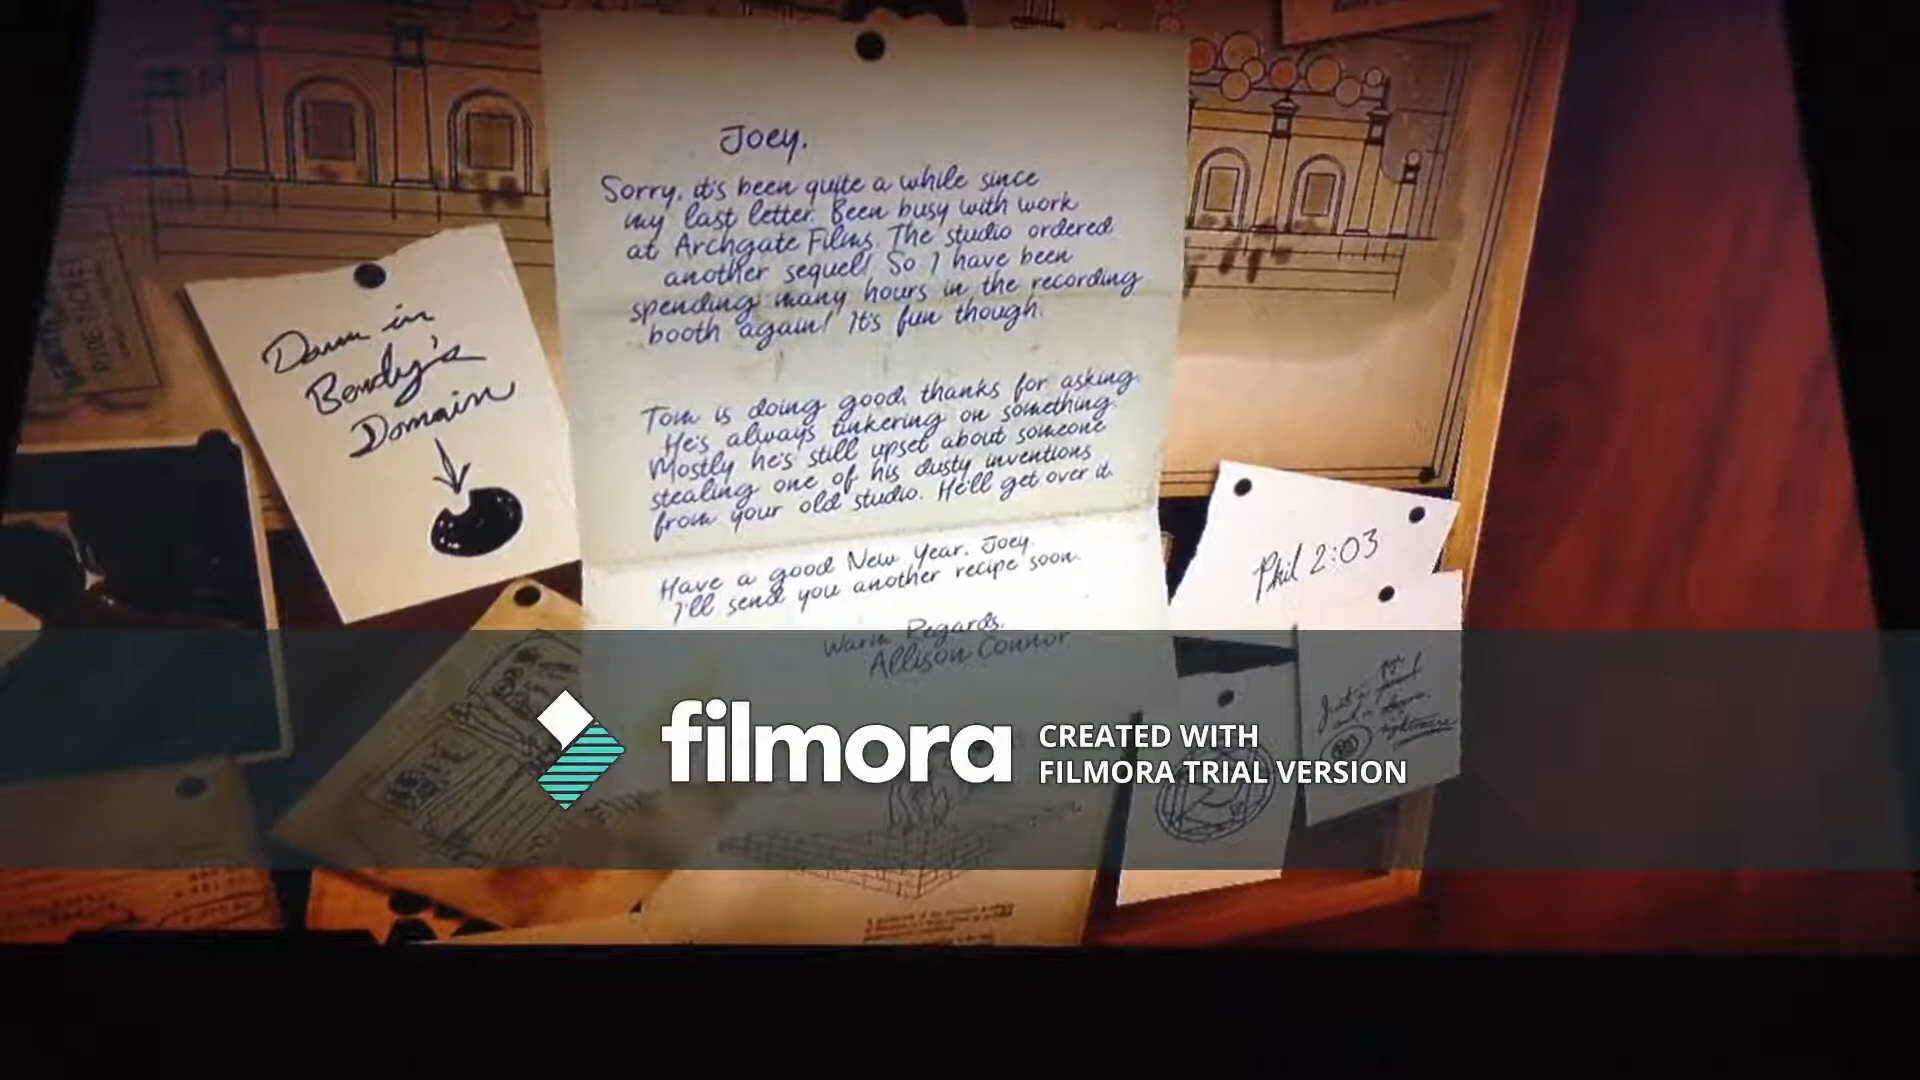 Joey,
Sorry, it's been quite a while since
my last letter. Been busy with work
at Archgate Films. The studio ordered
another sequel! So I have been
spending many hours in the recording
booth again! It's fun though.
Tom is doing good, thanks for asking.
He's always tinkering on something.
Mostly he's still upset about someone
stealing one of his dusty inventions
from your old studio. He'll get over it.
Have a good New Year, Joey.
I'll send you another recipe soon.
Warm Regards,
Allison Connor
Down in
Bendy's
Domain
Phil 2:03
filmora
CREATED WITH
FILMORA TRIAL VERSION